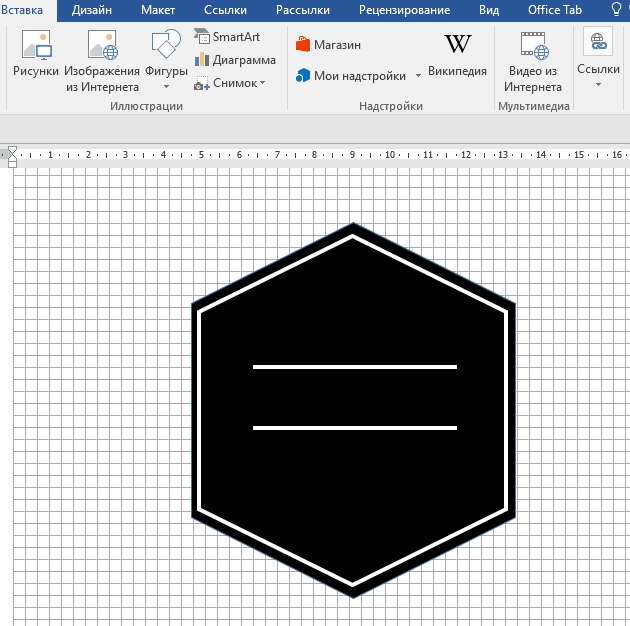 Вставка Дизайн Макет Ссылки Рассылки Рецензирование Вид Office Tab
Рисунки
Изображения
из Интернета
Фигуры
SmartArt
Диаграмма
Снимок
Иллюстрации
Магазин
Мои надстройки
W
Википедия
Надстройки
Видео из
Интернета
Мультимедиа
Ссылки
1 2 3 4 5 6 7 8 9 10 11 12 13 14 15 16